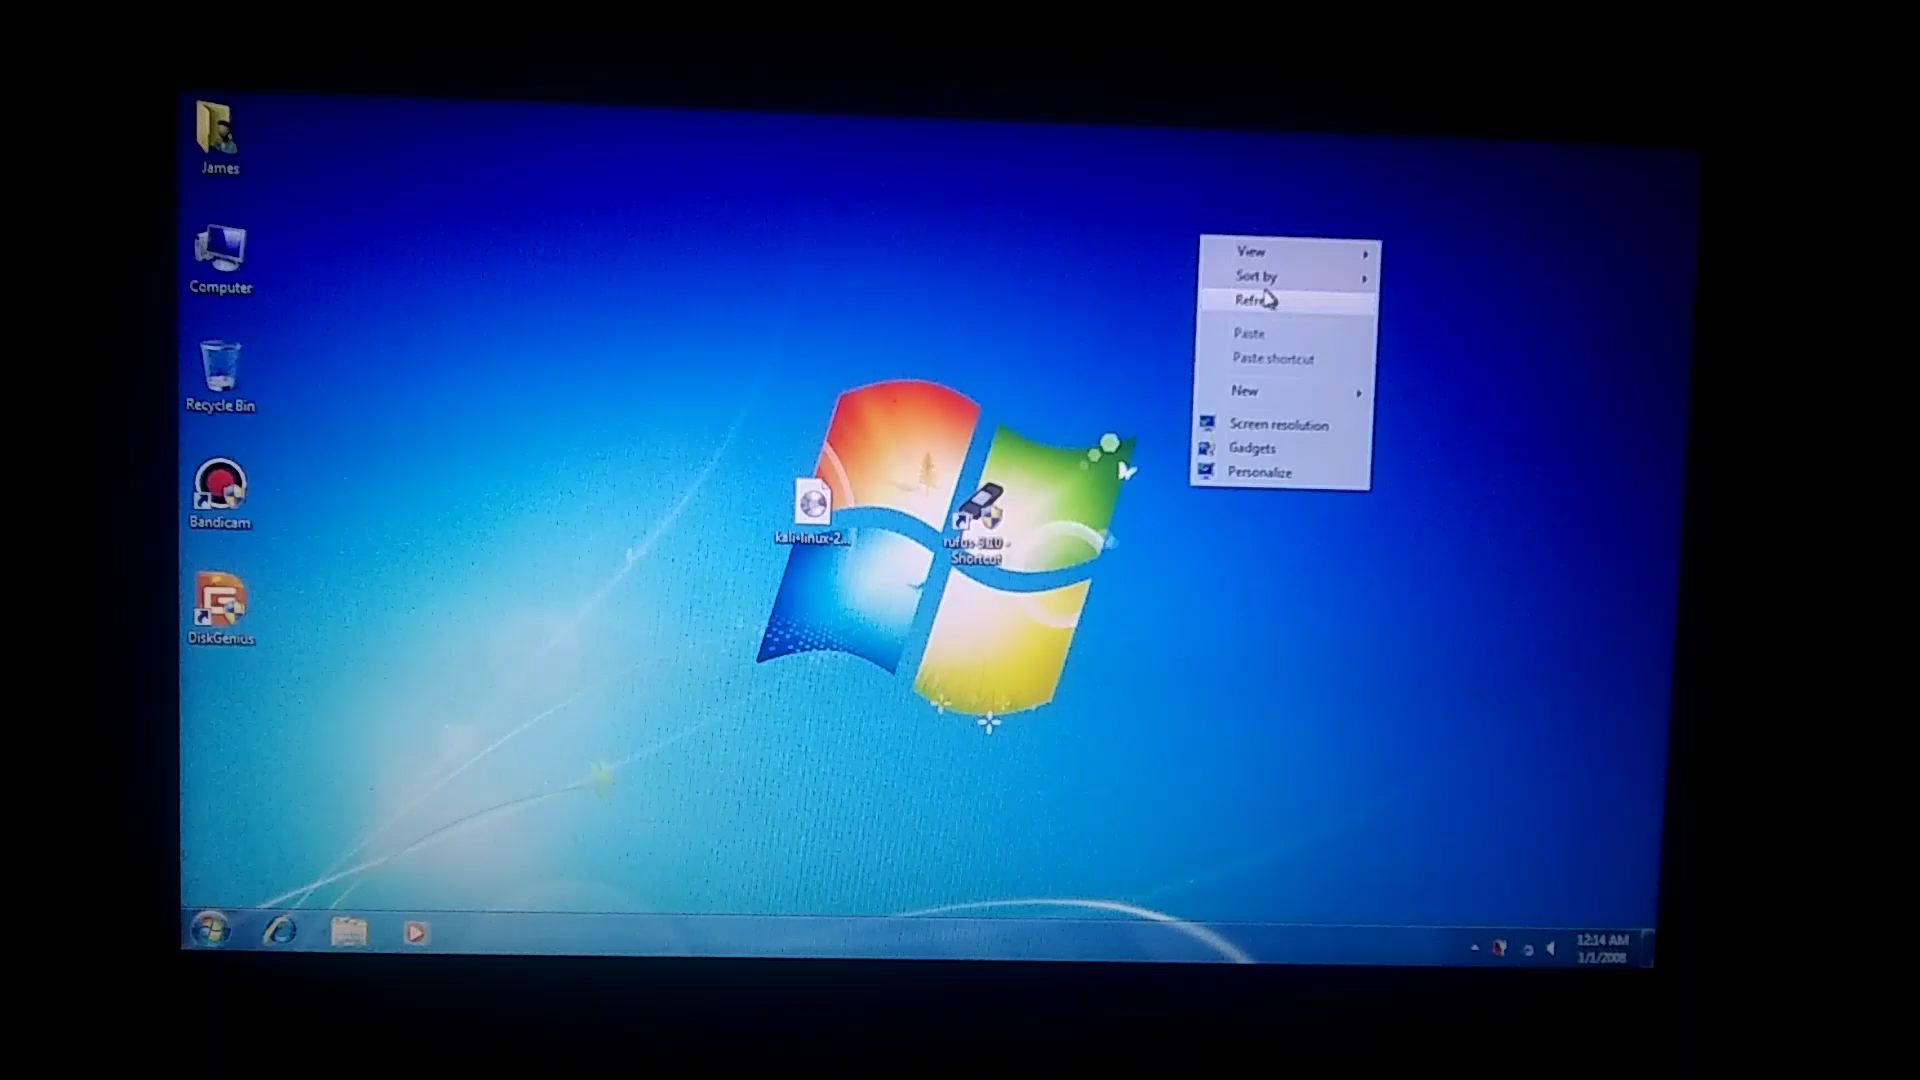 James
Computer
Recycle Bin
Bandicam
DiskGenius
kali-linux-2...
rufus-3.10 -
Shortcut
View
Sort by
Paste
Paste shortcut
New
Screen resolution
Gadgets
Personalize
12:14 AM
1/1/2008